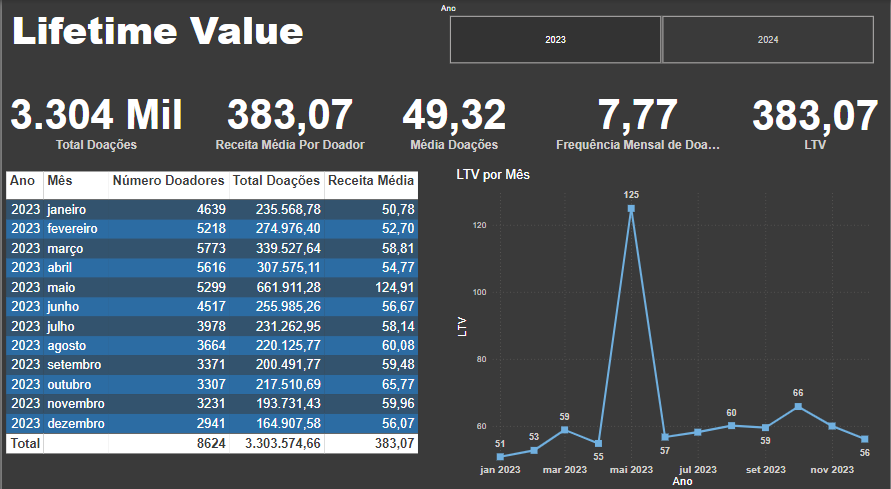 Ano
Lifetime Value
2023 2024
3.304 Mil 383,07 49,32 7,77 383,07
Total Doações Receita Média Por Doador Média Doações Frequência Mensal de Doa... LTV
Ano Mês Número Doadores Total Doações Receita Média
2023 janeiro 4639 235.568,78 50,78
2023 fevereiro 5218 274.976,40 52,70
2023 março 5773 339.527,64 58,81
2023 abril 5616 307.575,11 54,77
2023 maio 5299 661.911,28 124,91
2023 junho 4517 255.985,26 56,67
2023 julho 3978 231.262,95 58,14
2023 agosto 3664 220.125,77 60,08
2023 setembro 3371 200.491,77 59,48
2023 outubro 3307 217.510,69 65,77
2023 novembro 3231 193.731,43 59,96
2023 dezembro 2941 164.907,58 56,07
Total 8624 3.303.574,66 383,07
LTV por Mês
LTV
120
100
80
60
51 53 59 55 125 57 60 59 66 56
jan 2023 mar 2023 mai 2023 jul 2023 set 2023 nov 2023
Ano